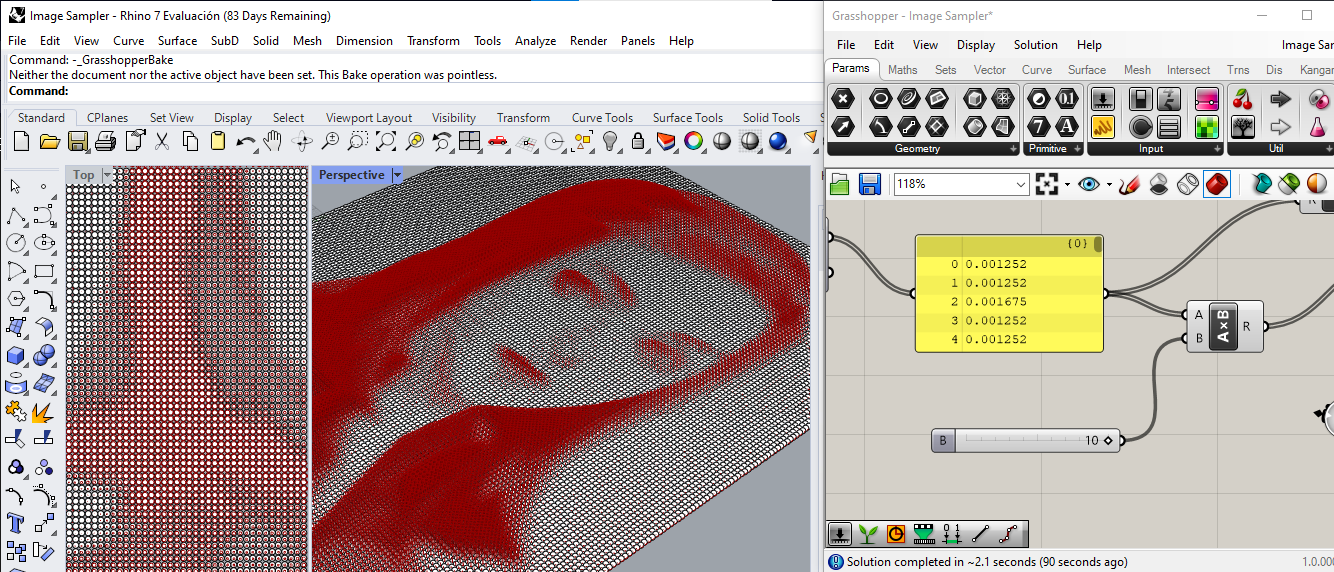 Image Sampler - Rhino 7 Evaluación (83 Days Remaining)
File Edit View Curve Surface SubD Solid Mesh Dimension Transform Tools Analyze Render Panels Help
Command: -_GrasshopperBake
Neither the document nor the active object have been set. This Bake operation was pointless.
Command:
Standard CPlanes Set View Display Select Viewport Layout Visibility Transform Curve Tools Surface Tools Solid Tools
Top
Perspective
Grasshopper - Image Sampler*
File Edit View Display Solution Help Image Sar
Params Maths Sets Vector Curve Surface Mesh Intersect Trns Dis Kangar
Geometry Primitive Input Util
118%
{0}
0 0.001252
1 0.001252
2 0.001675
3 0.001252
4 0.001252
A
B
A×B
R
B 10
Solution completed in ~2.1 seconds (90 seconds ago)
1.0.000